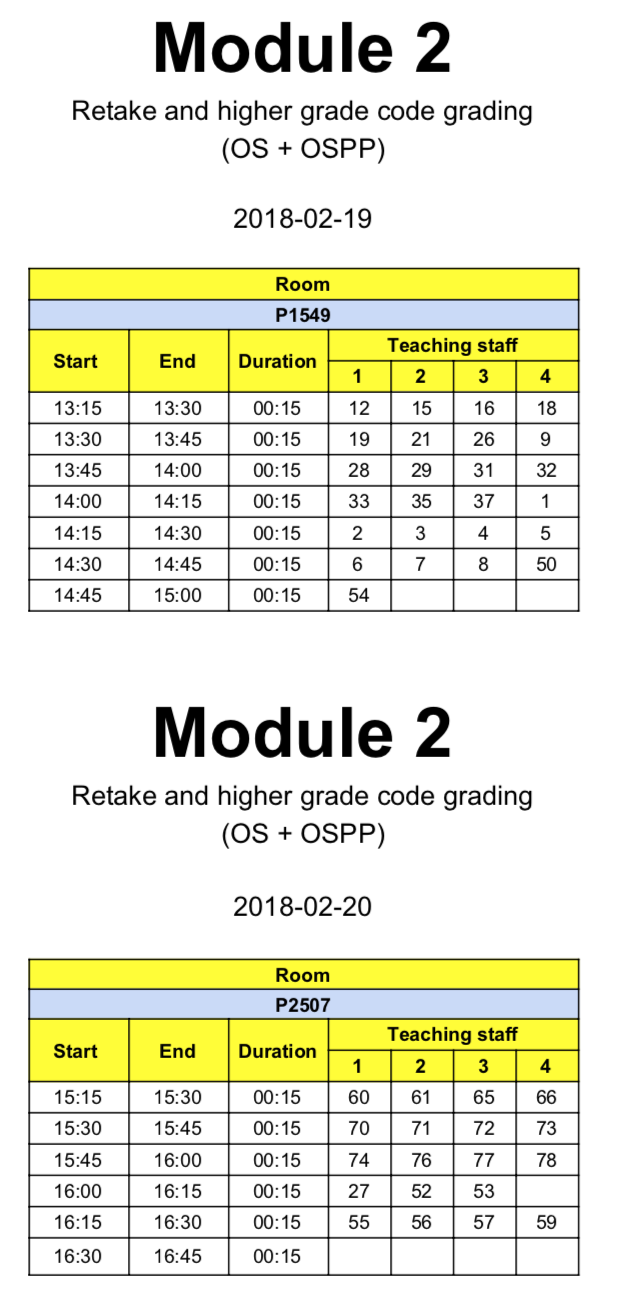 Module 2
Retake and higher grade code grading
(OS + OSPP)
2018-02-19
Room
P1549
Start End Duration Teaching staff
1 2 3 4
13:15 13:30 00:15 12 15 16 18
13:30 13:45 00:15 19 21 26 9
13:45 14:00 00:15 28 29 31 32
14:00 14:15 00:15 33 35 37 1
14:15 14:30 00:15 2 3 4 5
14:30 14:45 00:15 6 7 8 50
14:45 15:00 00:15 54
Module 2
Retake and higher grade code grading
(OS + OSPP)
2018-02-20
Room
P2507
Start End Duration Teaching staff
1 2 3 4
15:15 15:30 00:15 60 61 65 66
15:30 15:45 00:15 70 71 72 73
15:45 16:00 00:15 74 76 77 78
16:00 16:15 00:15 27 52 53
16:15 16:30 00:15 55 56 57 59
16:30 16:45 00:15